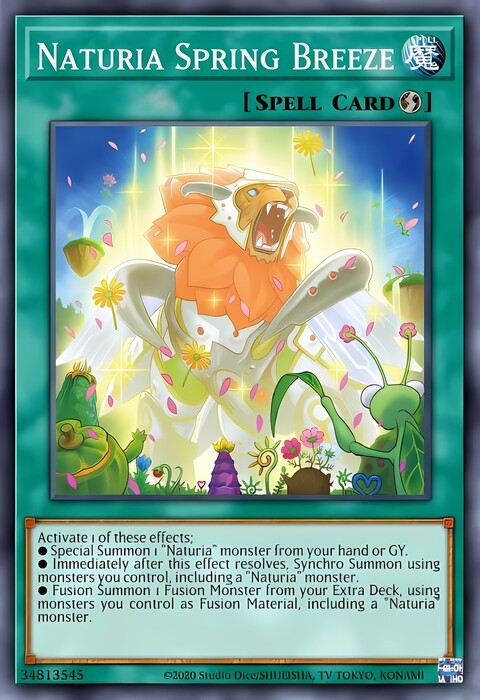 NATURIA SPRING BREEZE 魔
[SPELL CARD]
Activate 1 of these effects;
● Special Summon 1 "Naturia" monster from your hand or GY.
● Immediately after this effect resolves, Synchro Summon using
monsters you control, including a "Naturia" monster.
● Fusion Summon 1 Fusion Monster from your Extra Deck, using
monsters you control as Fusion Material, including a "Naturia"
monster.
34813545
©2020 Studio Dice/SHUEISHA, TV TOKYO, KONAMI